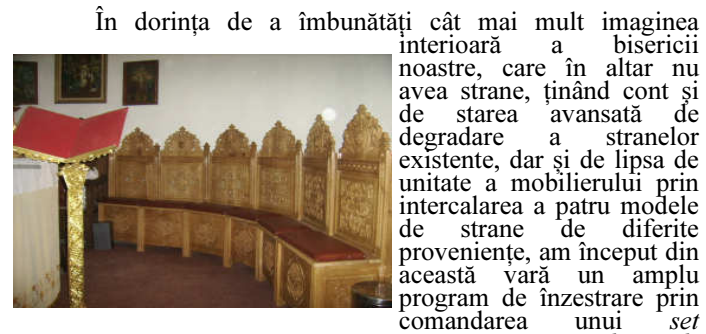 În dorința de a îmbunătăți cât mai mult imaginea
interioară a bisericii
noastre, care în altar nu
avea strane, ținând cont și
de starea avansată de
degradare a stranelor
existente, dar și de lipsa de
unitate a mobilierului prin
intercalarea a patru modele
de strane de diferite
proveniențe, am început din
această vară un amplu
program de înzestrare prin
comandarea unui set